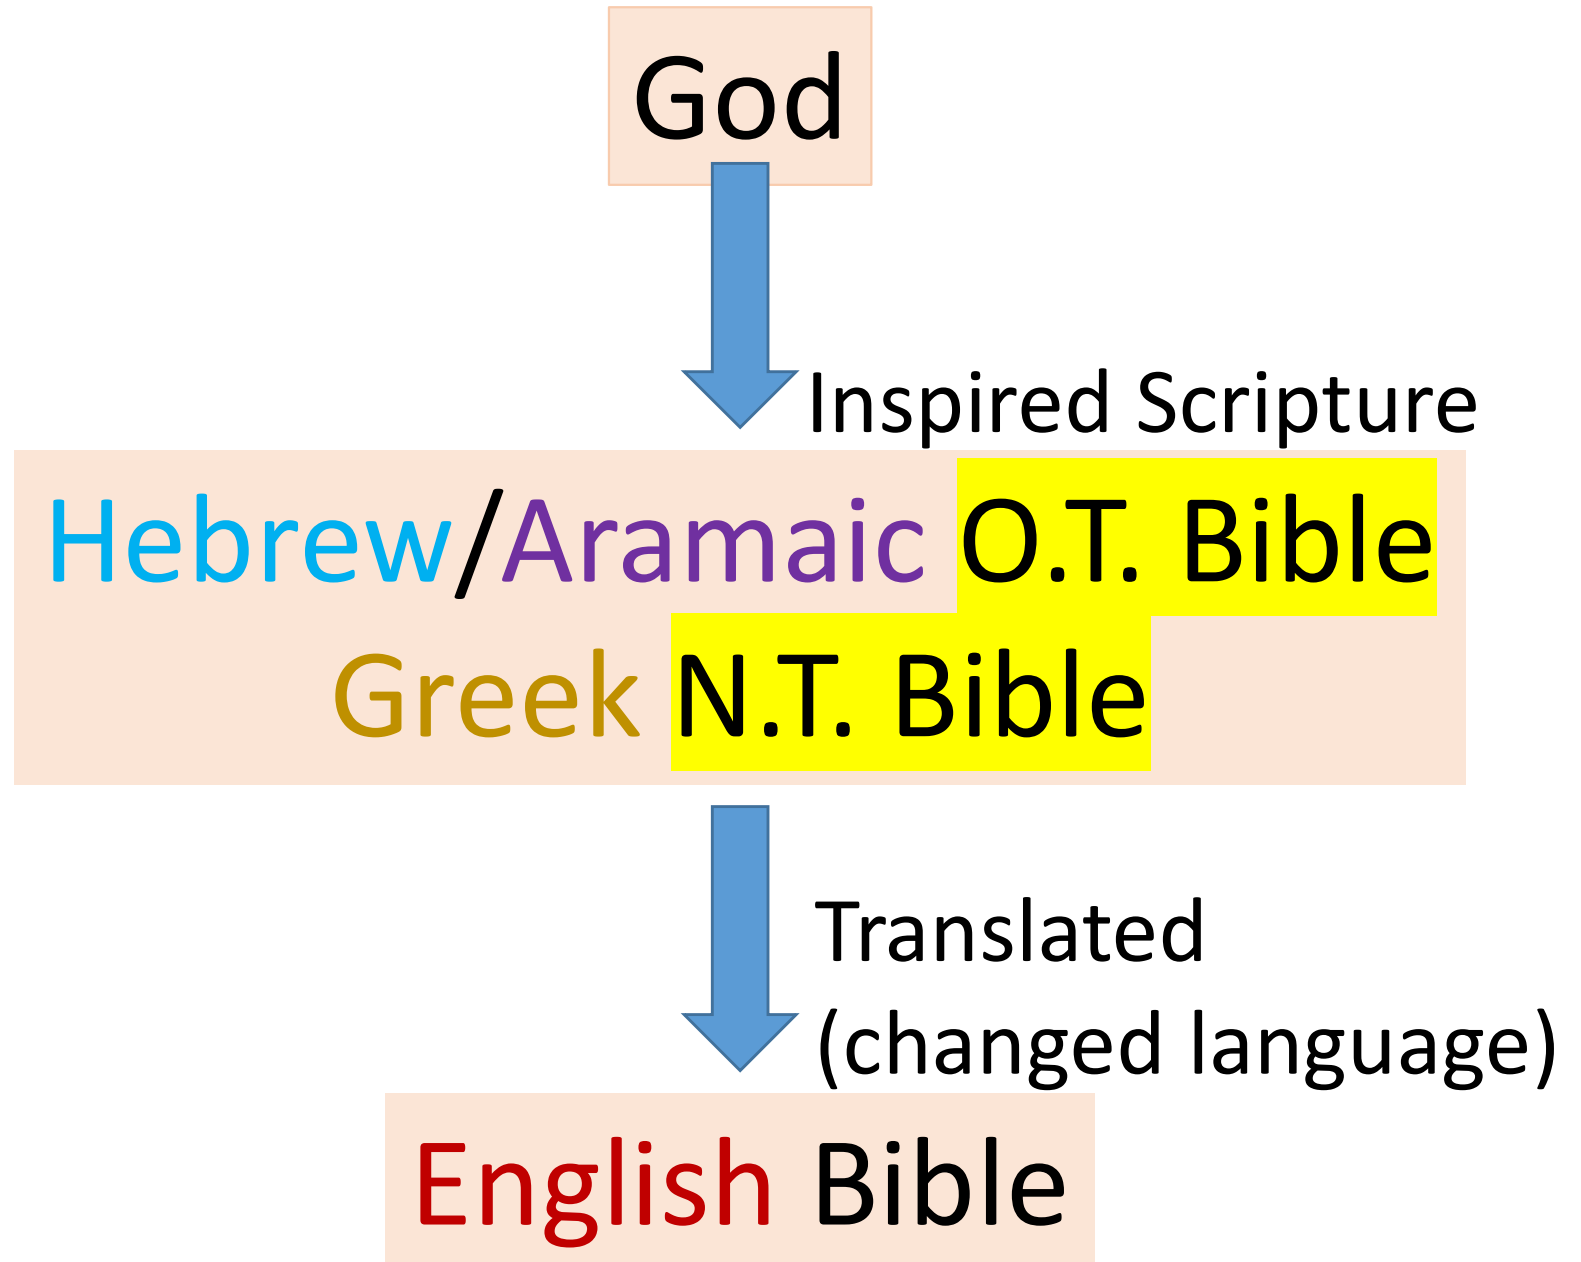 God
Inspired Scripture
Hebrew/Aramaic O.T. Bible
Greek N.T. Bible
Translated
(changed language)
English Bible